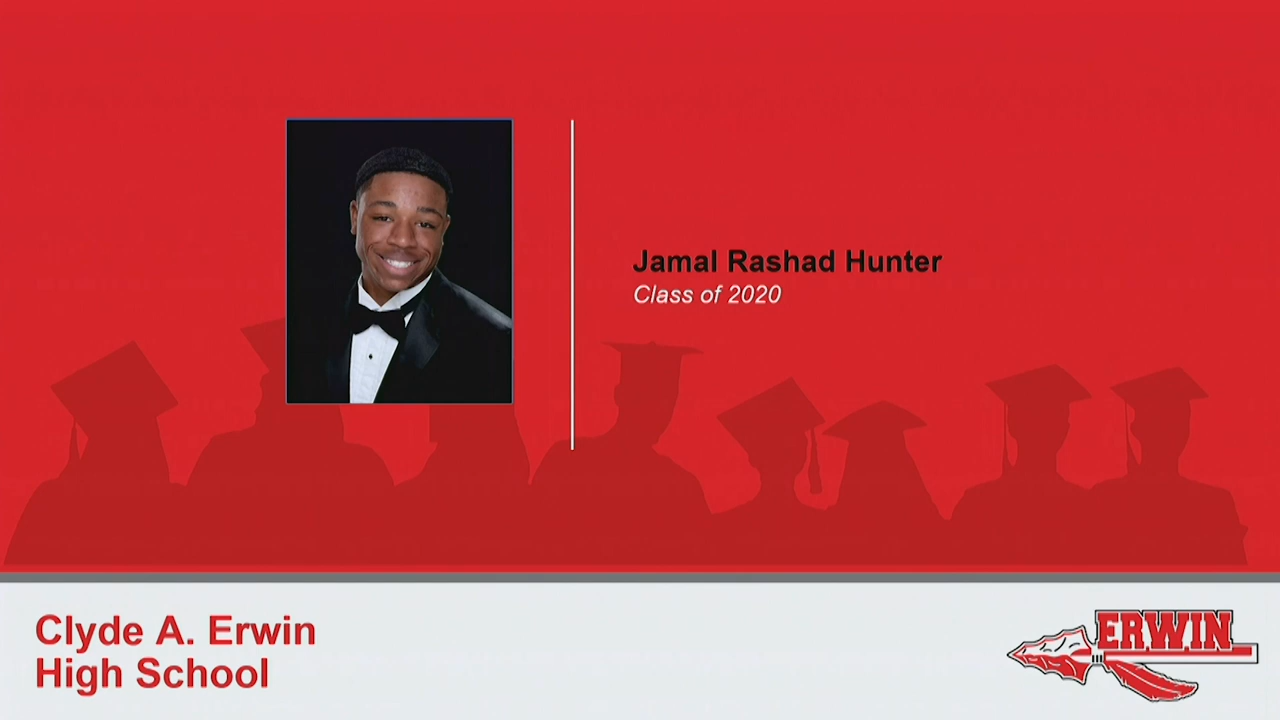 Jamal Rashad Hunter
Class of 2020
Clyde A. Erwin
High School
ERWIN